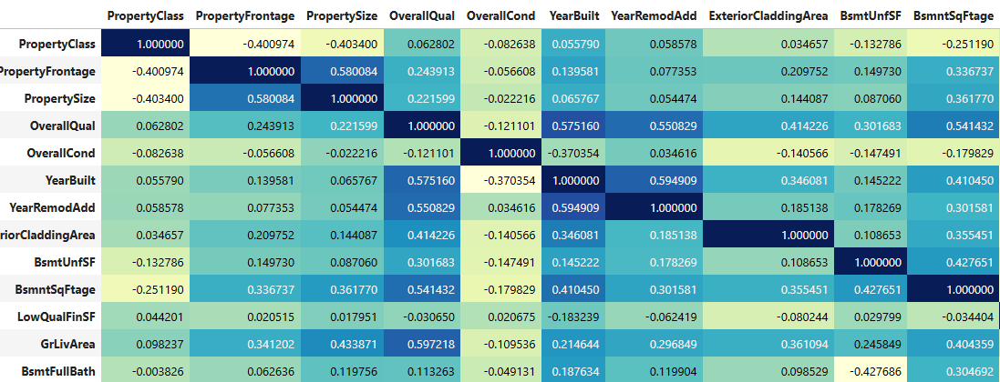 PropertyClass PropertyFrontage PropertySize OverallQual OverallCond YearBuilt YearRemodAdd ExteriorCladdingArea BsmtUnfSF BsmntSqFtage
PropertyClass 1.000000 -0.400974 -0.403400 0.062802 -0.082638 0.055790 0.058578 0.034657 -0.132786 -0.251190
PropertyFrontage -0.400974 1.000000 0.580084 0.243913 -0.056608 0.139581 0.077353 0.209752 0.149730 0.336737
PropertySize -0.403400 0.580084 1.000000 0.221599 -0.022216 0.065767 0.054474 0.144087 0.087060 0.361770
OverallQual 0.062802 0.243913 0.221599 1.000000 -0.121101 0.575160 0.550829 0.414226 0.301683 0.541432
OverallCond -0.082638 -0.056608 -0.022216 -0.121101 1.000000 -0.370354 0.034616 -0.140566 -0.147491 -0.179829
YearBuilt 0.055790 0.139581 0.065767 0.575160 -0.370354 1.000000 0.594909 0.346081 0.145222 0.410450
YearRemodAdd 0.058578 0.077353 0.054474 0.550829 0.034616 0.594909 1.000000 0.185138 0.178269 0.301581
riorCladdingArea 0.034657 0.209752 0.144087 0.414226 -0.140566 0.346081 0.185138 1.000000 0.108653 0.355451
BsmtUnfSF -0.132786 0.149730 0.087060 0.301683 -0.147491 0.145222 0.178269 0.108653 1.000000 0.427651
BsmntSqFtage -0.251190 0.336737 0.361770 0.541432 -0.179829 0.410450 0.301581 0.355451 0.427651 1.000000
LowQualFinSF 0.044201 0.020515 0.017951 -0.030650 0.020675 -0.183239 -0.062419 -0.080244 0.029799 -0.034404
GrLivArea 0.098237 0.341202 0.433871 0.597218 -0.109536 0.214644 0.296849 0.361094 0.245849 0.404359
BsmtFullBath -0.003826 0.062636 0.119756 0.113263 -0.049131 0.187634 0.119904 0.098529 -0.427686 0.304692